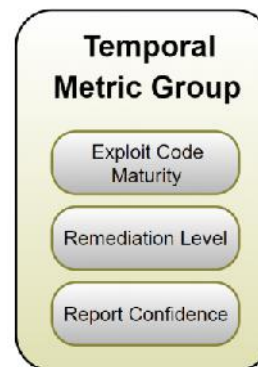 Temporal
Metric Group
Exploit Code
Maturity
Remediation Level
Report Confidence